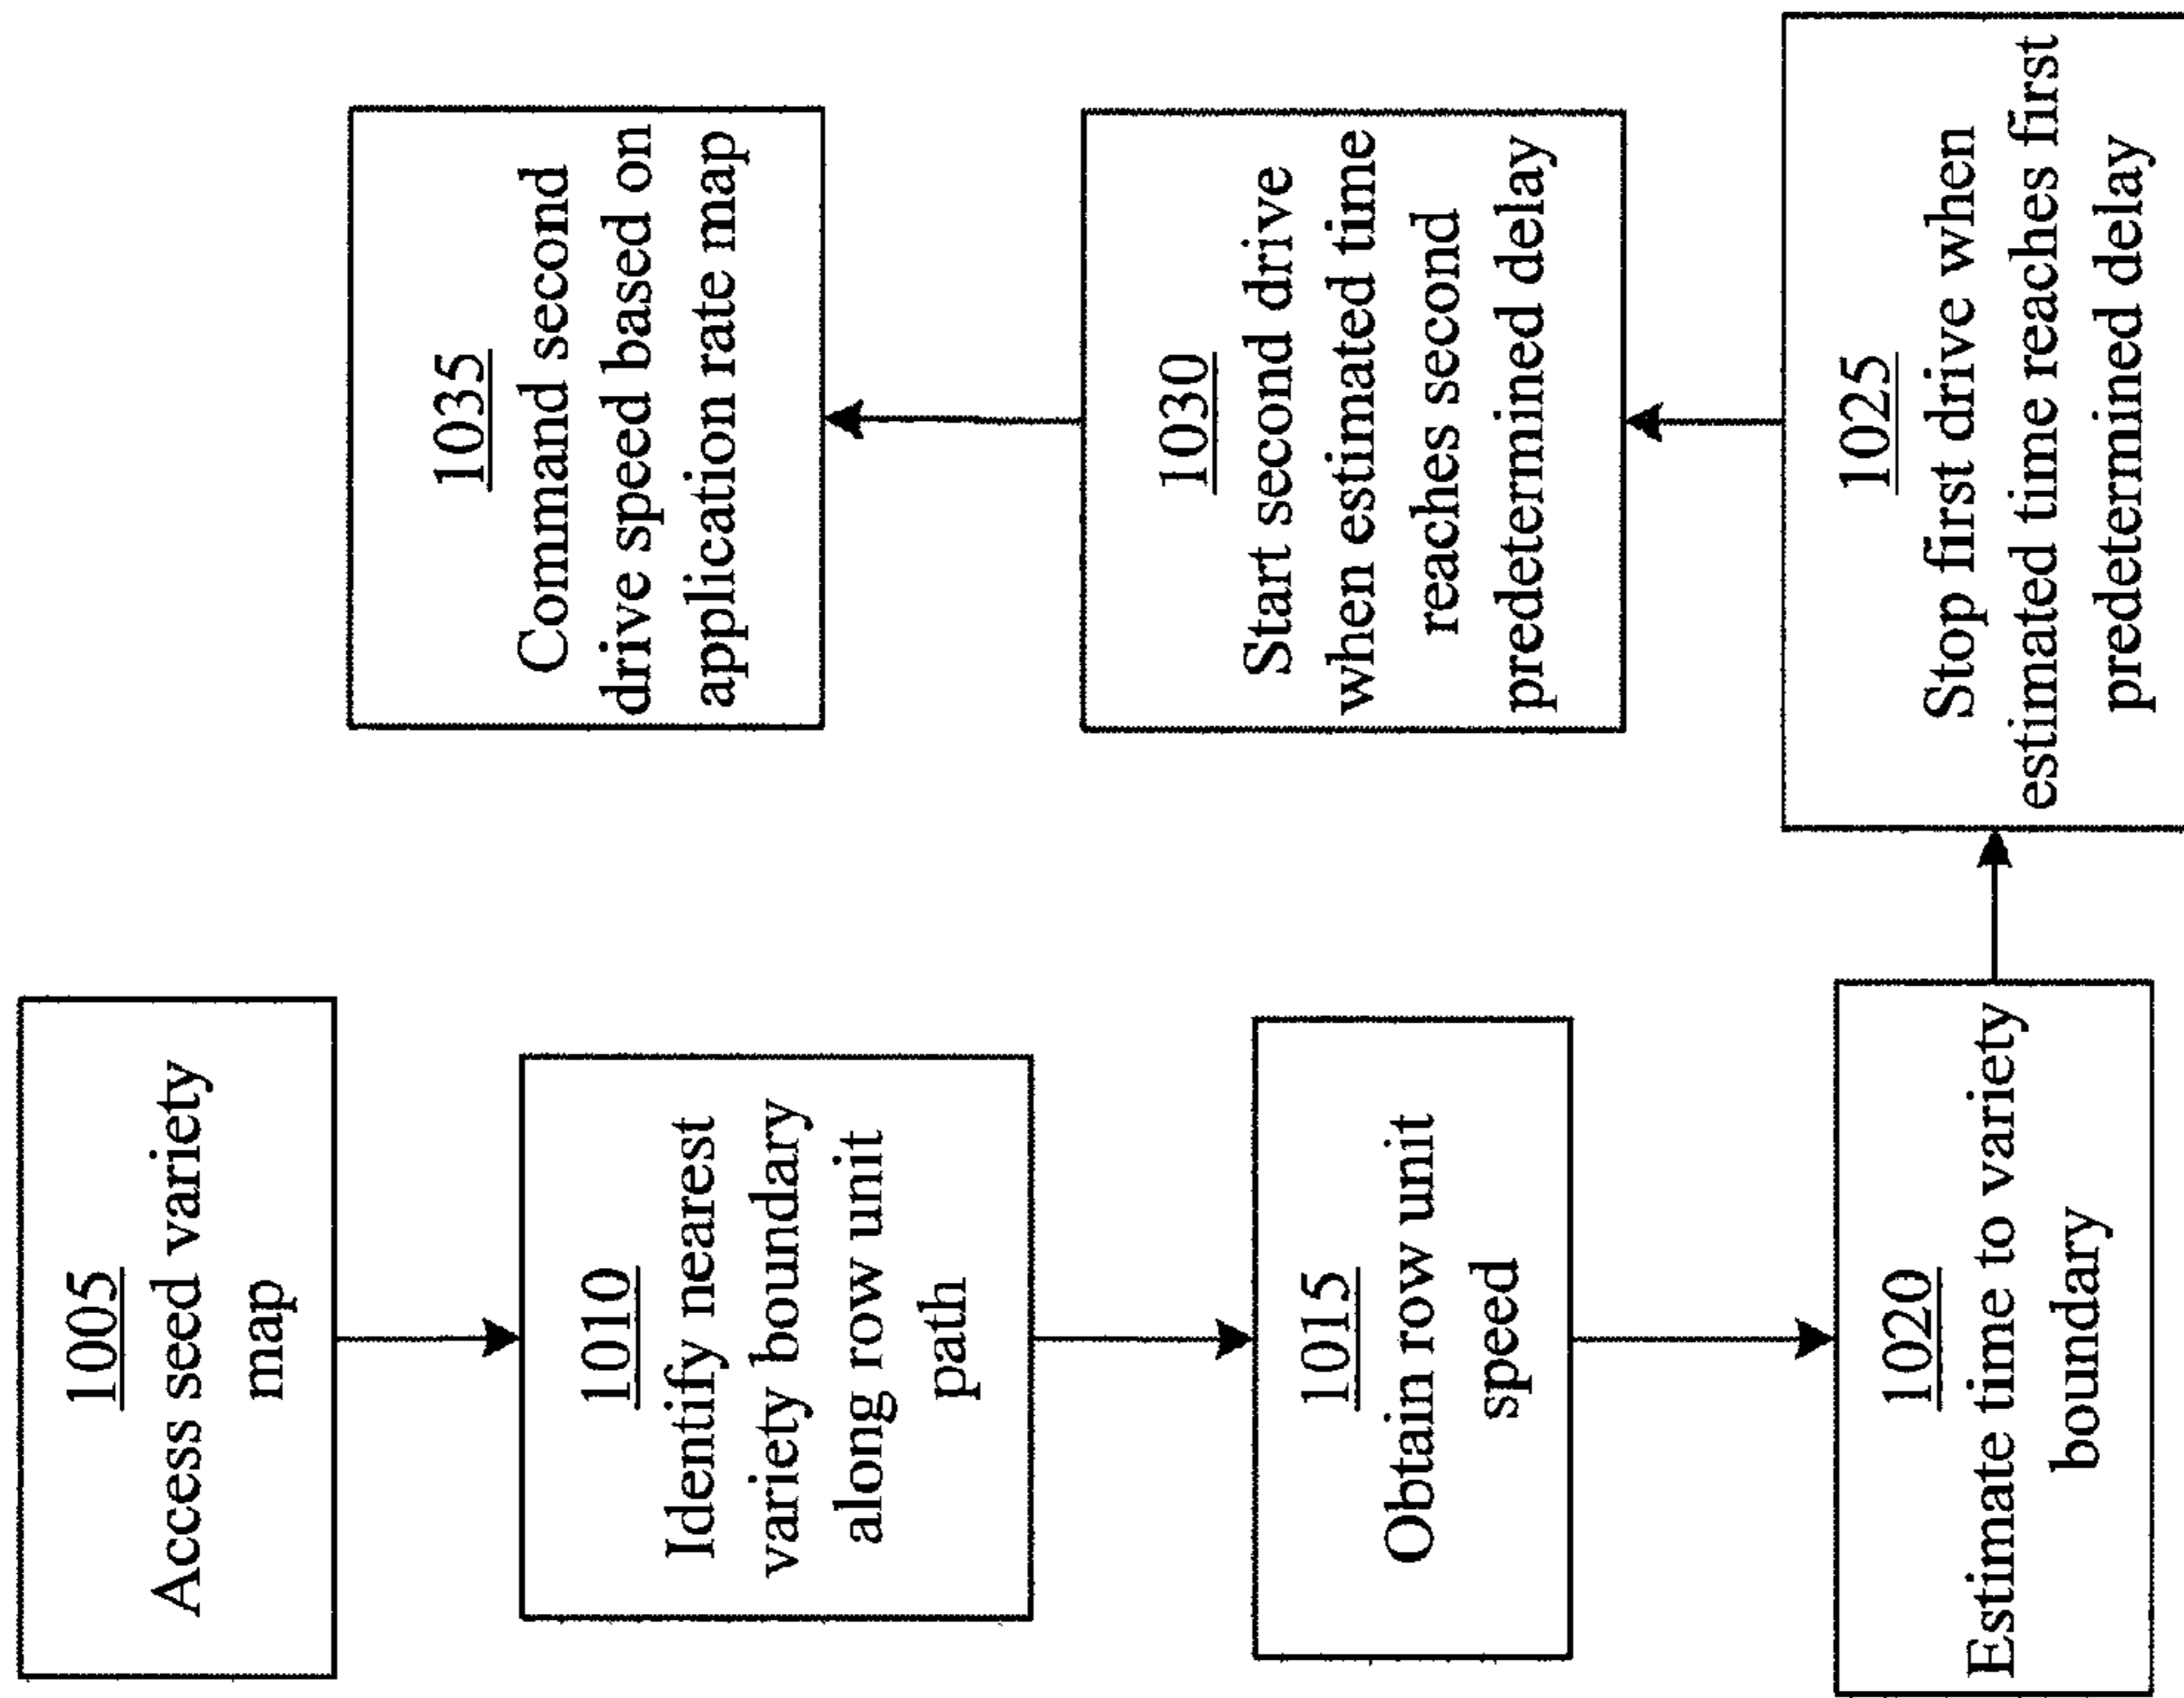 1005
Access seed variety
map
1010
Identify nearest
variety boundary
along row unit
path
1015
Obtain row unit
speed
1020
Estimate time to variety
boundary
1025
Stop first drive when
estimated time reaches first
predetermined delay
1030
Start second drive
when estimated time
reaches second
predetermined delay
1035
Command second
drive speed based on
application rate map